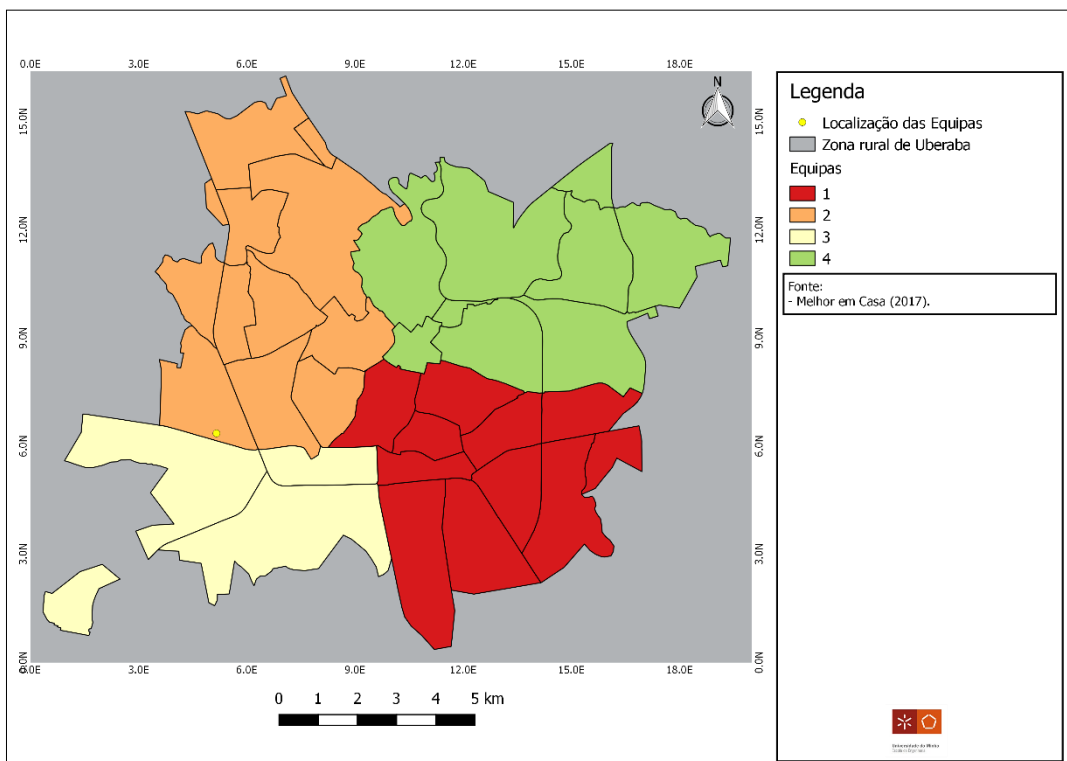 0.0E 3.0E 6.0E 9.0E 12.0E 15.0E 18.0E
15.0N 15.0N
12.0N 12.0N
9.0N 9.0N
6.0N 6.0N
3.0N 3.0N
0.0N 0.0N
0.0E 3.0E 6.0E 9.0E 12.0E 15.0E 18.0E
N
0 1 2 3 4 5 km
Legenda
Localização das Equipas
Zona rural de Uberaba
Equipas
1
2
3
4
Fonte:
- Melhor em Casa (2017).
Universidade do Minho